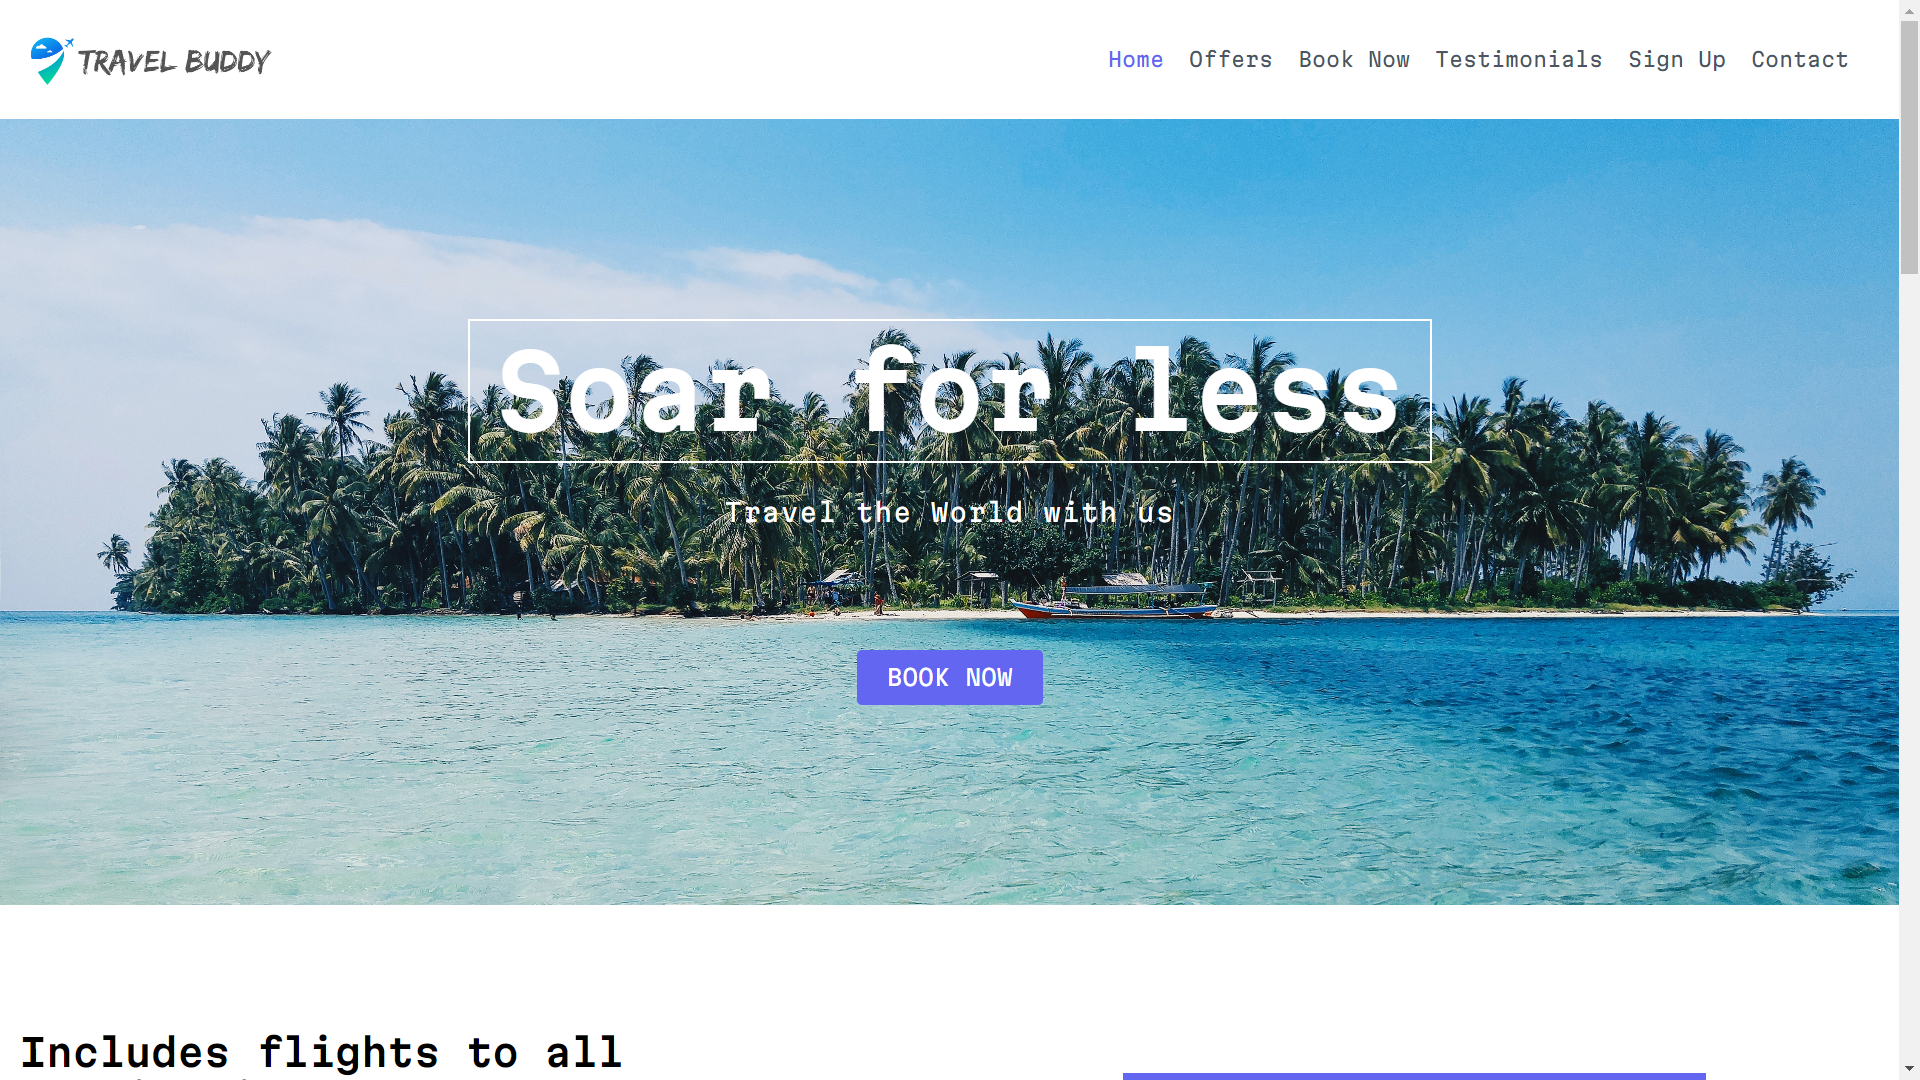 TRAVEL BUDDY
Home Offers Book Now Testimonials Sign Up Contact
Soar for less
Travel the World with us
BOOK NOW
Includes flights to all